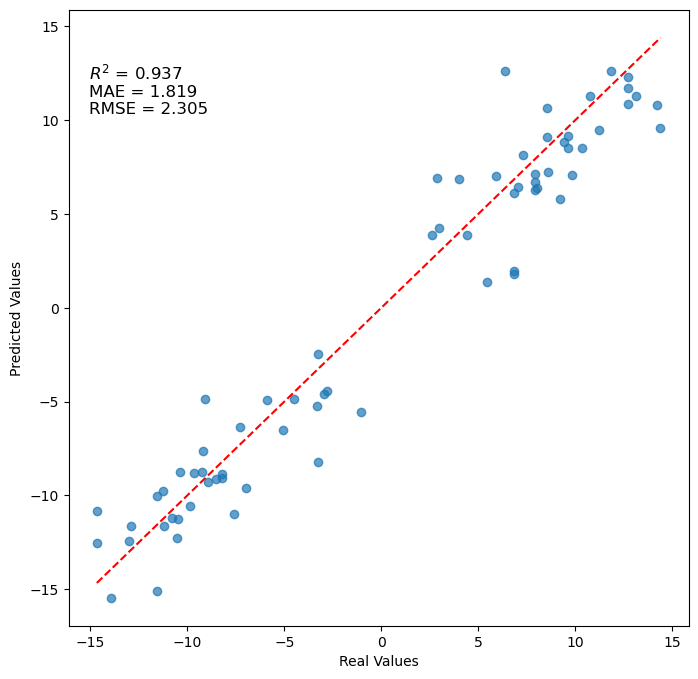 15
10
5
0
−5
−10
−15
R² = 0.937
MAE = 1.819
RMSE = 2.305
Predicted Values
−15 −10 −5 0 5 10 15
Real Values